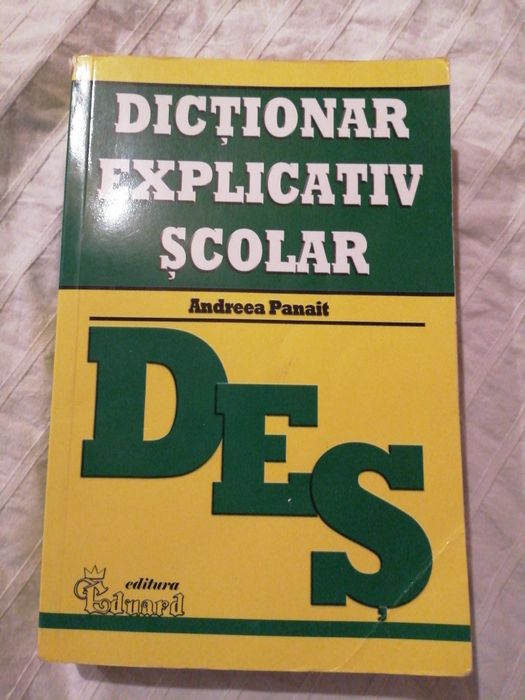 DICȚIONAR
EXPLICATIV
ȘCOLAR
Andreea Panait
DEȘ
editura
Eduard